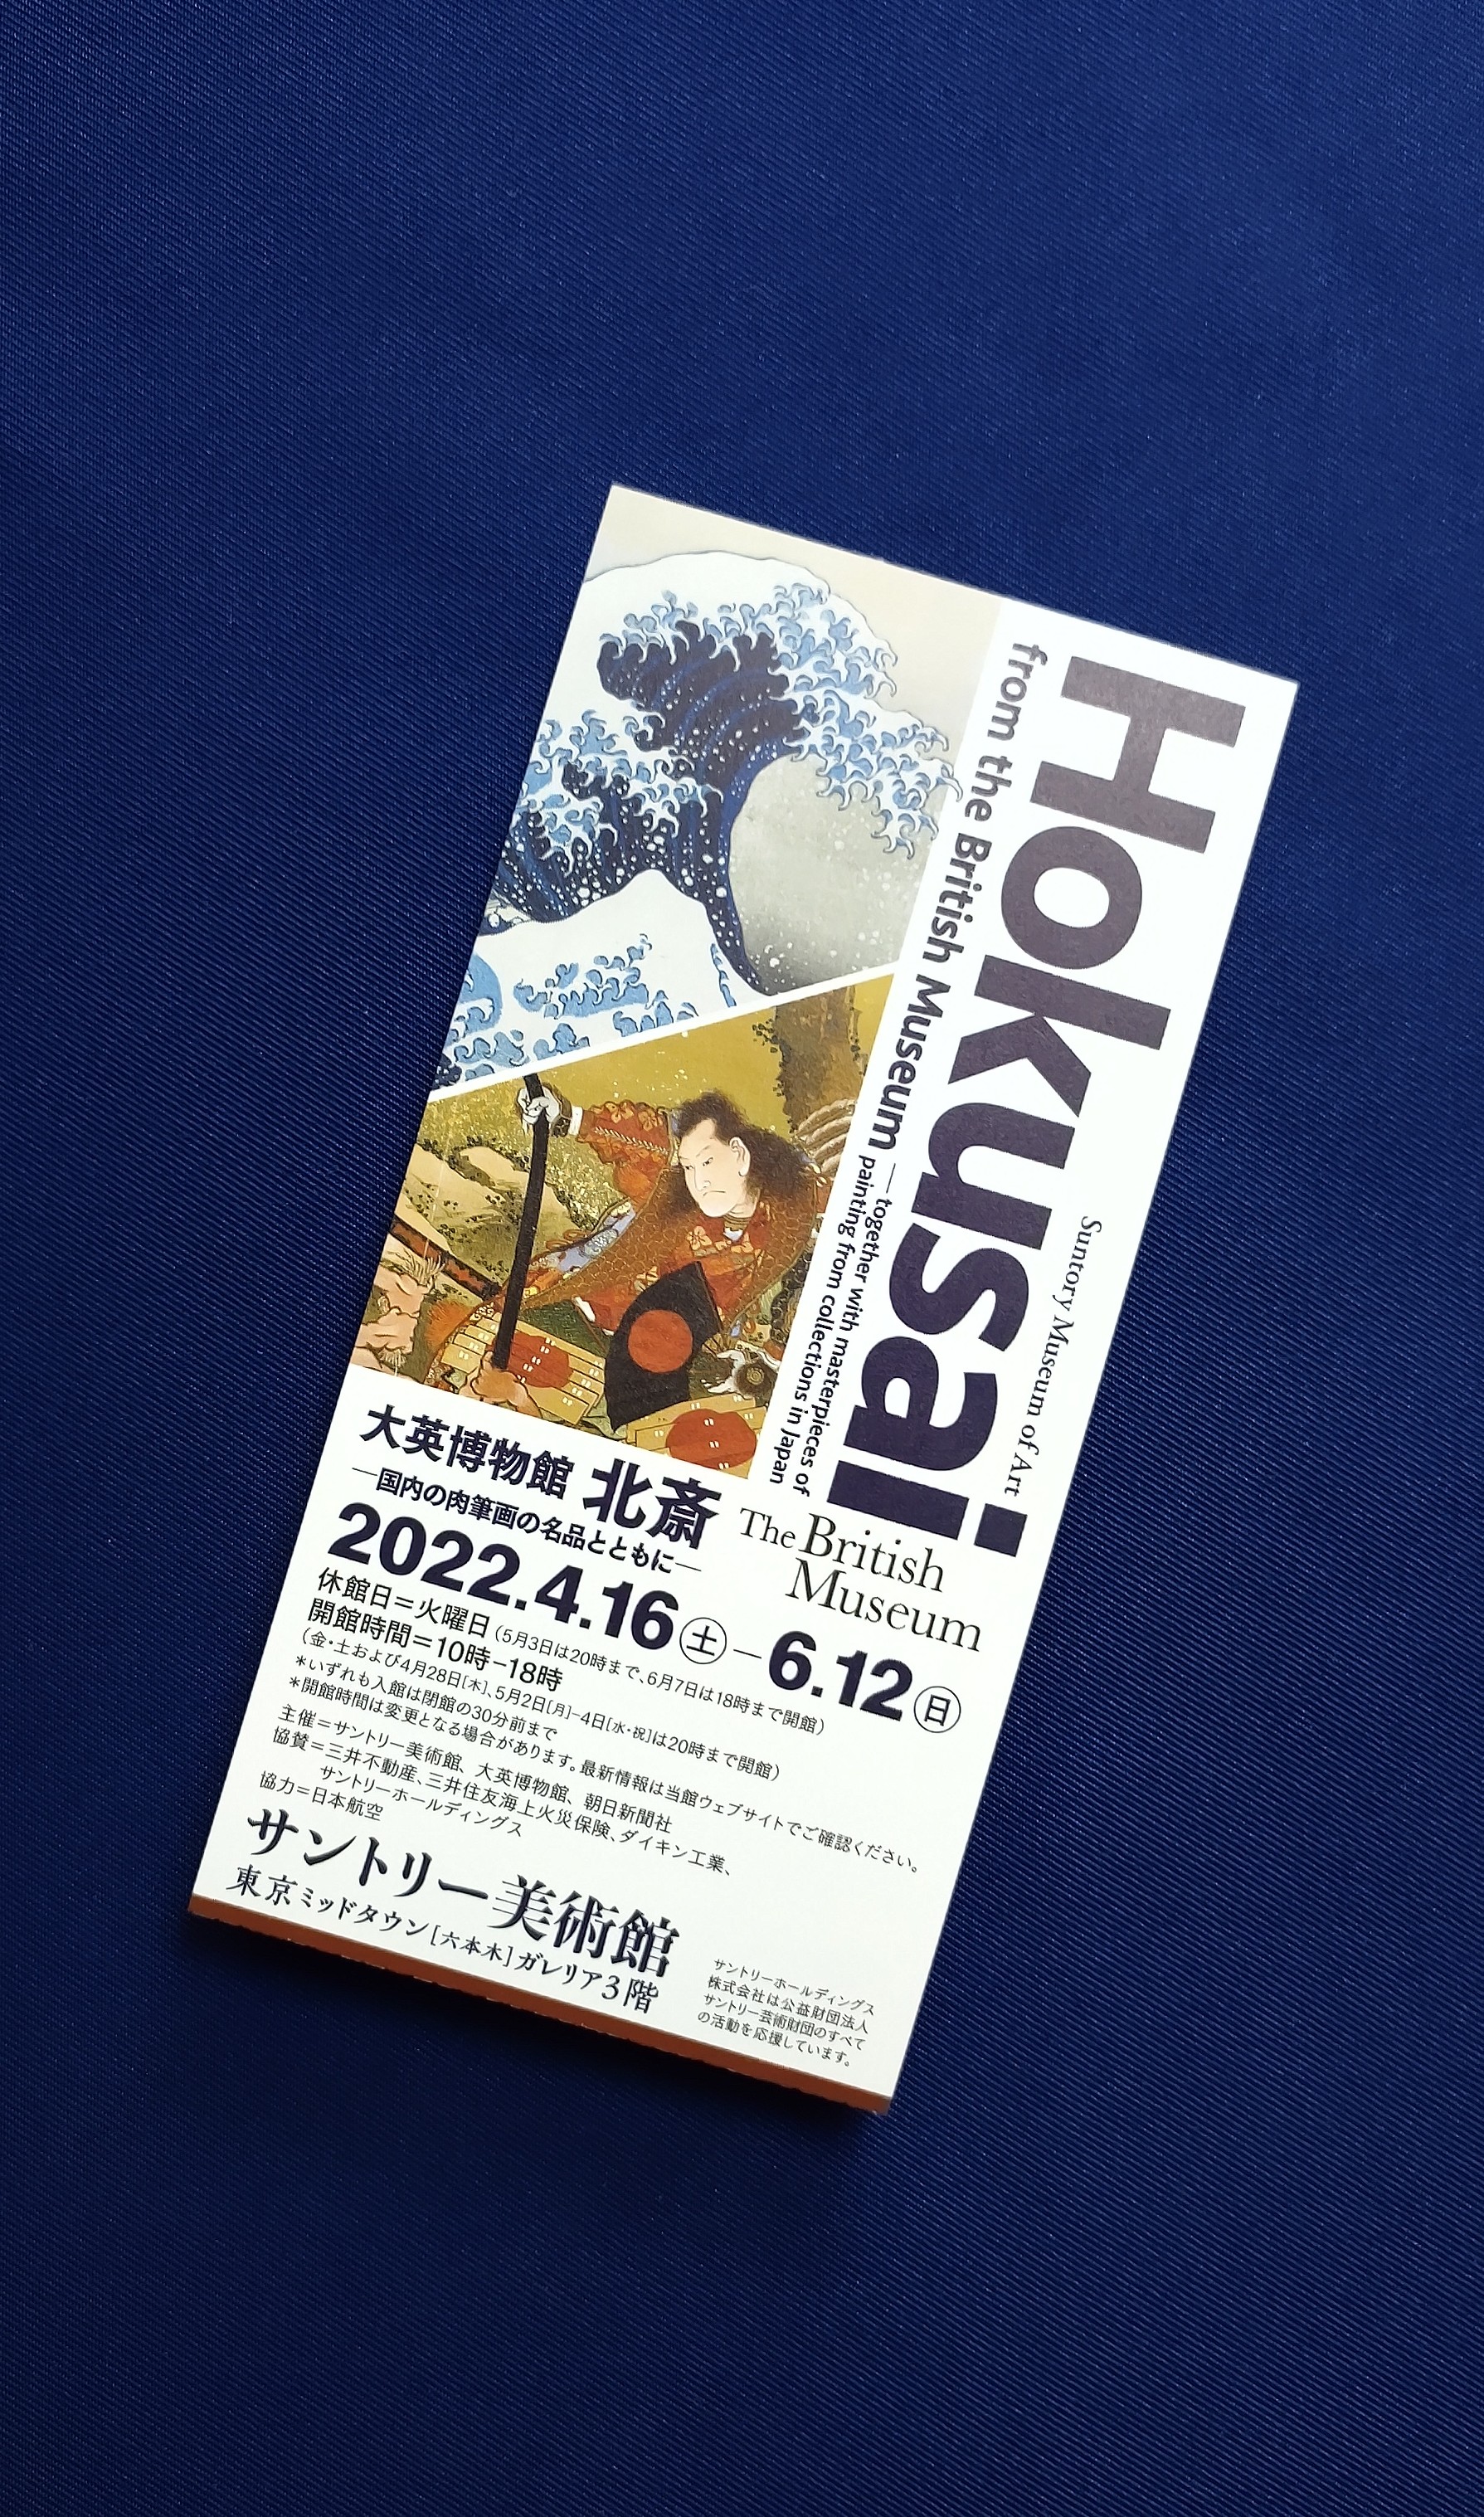 Hokusai
from the British Museum
—together with masterpieces of
painting from collections in Japan
Suntory Museum of Art
The British
Museum
大英博物館 北斎
―国内の肉筆画の名品とともに―
2022.4.16㊏－6.12㊐
休館日＝火曜日（5月3日は20時まで、6月7日は18時まで開館）
開館時間＝10時－18時
（金・土および4月28日[木]、5月2日[月]－4日[水・祝]は20時まで開館）
＊いずれも入館は閉館の30分前まで
＊開館時間は変更となる場合があります。最新情報は当館ウェブサイトでご確認ください。
主催＝サントリー美術館、大英博物館、朝日新聞社
協賛＝三井不動産、三井住友海上火災保険、ダイキン工業、
サントリーホールディングス
協力＝日本航空
サントリー美術館
東京ミッドタウン［六本木］ガレリア3階
サントリーホールディングス
株式会社は公益財団法人
サントリー芸術財団のすべて
の活動を応援しています。